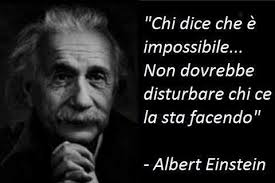 "Chi dice che è
impossibile...
Non dovrebbe
disturbare chi ce
la sta facendo"
- Albert Einstein